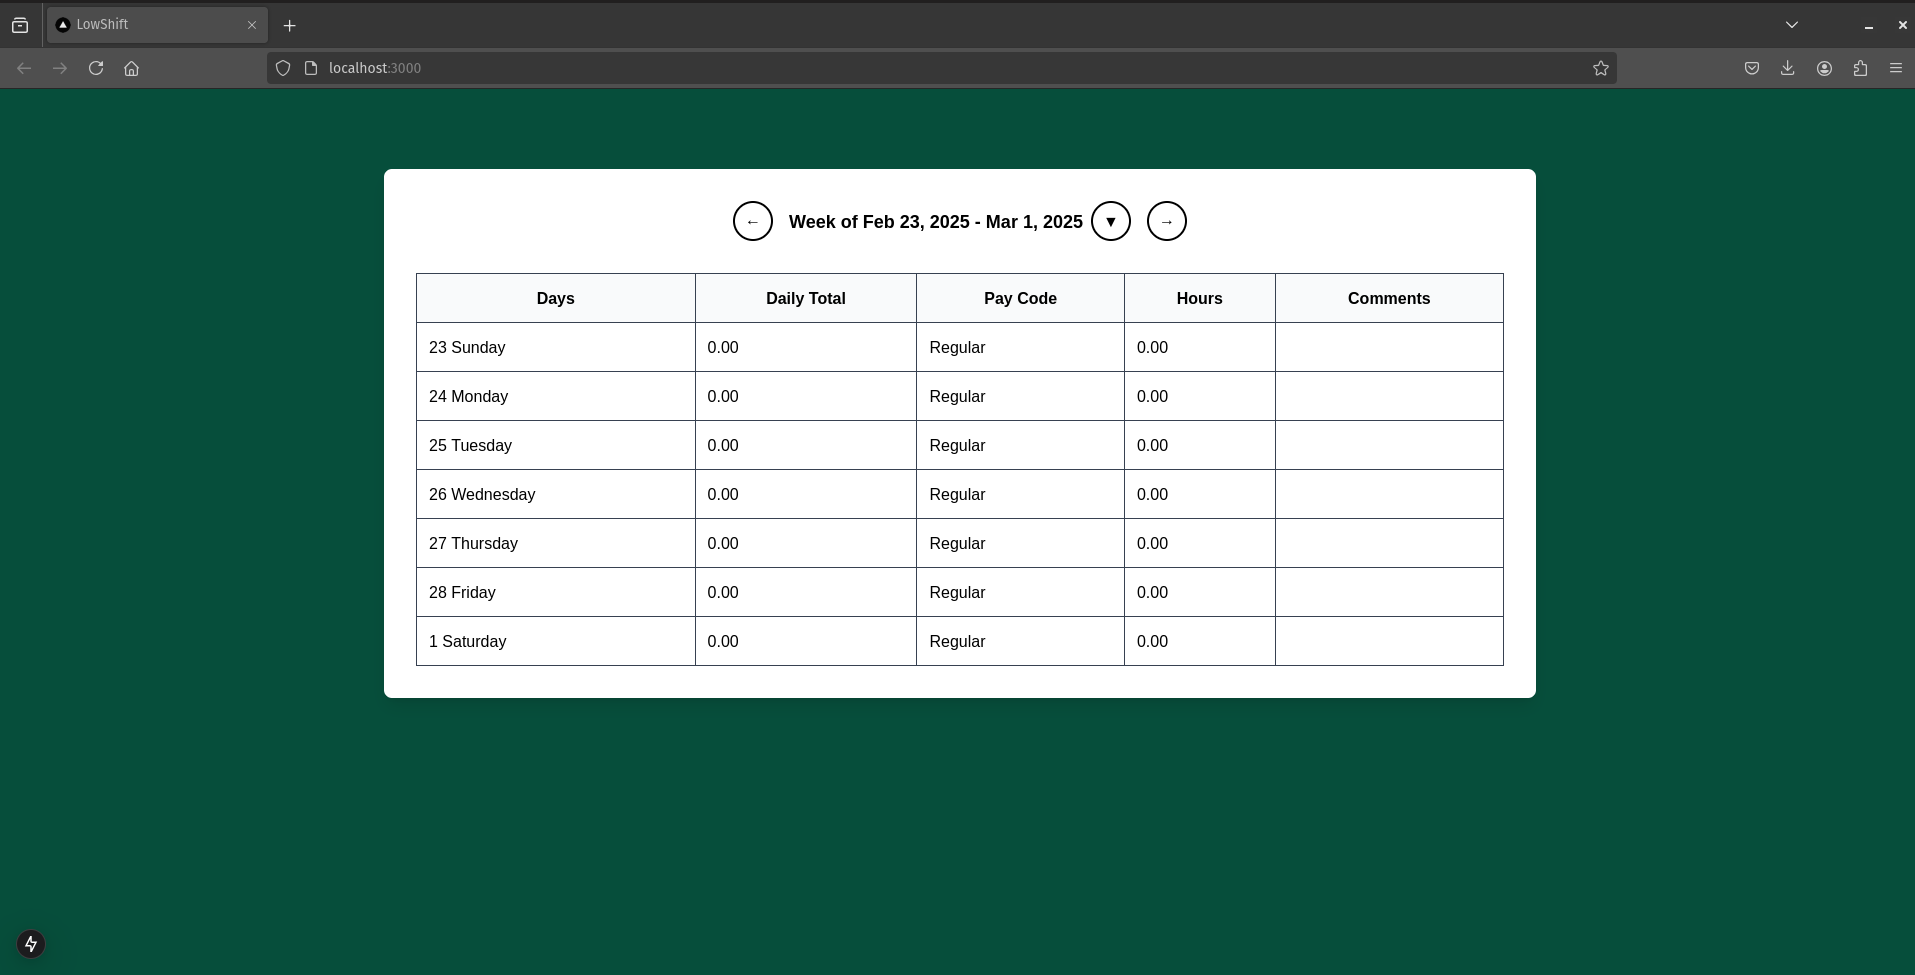 LowShift
localhost:3000
← Week of Feb 23, 2025 - Mar 1, 2025 ▼ →
Days Daily Total Pay Code Hours Comments
23 Sunday 0.00 Regular 0.00
24 Monday 0.00 Regular 0.00
25 Tuesday 0.00 Regular 0.00
26 Wednesday 0.00 Regular 0.00
27 Thursday 0.00 Regular 0.00
28 Friday 0.00 Regular 0.00
1 Saturday 0.00 Regular 0.00